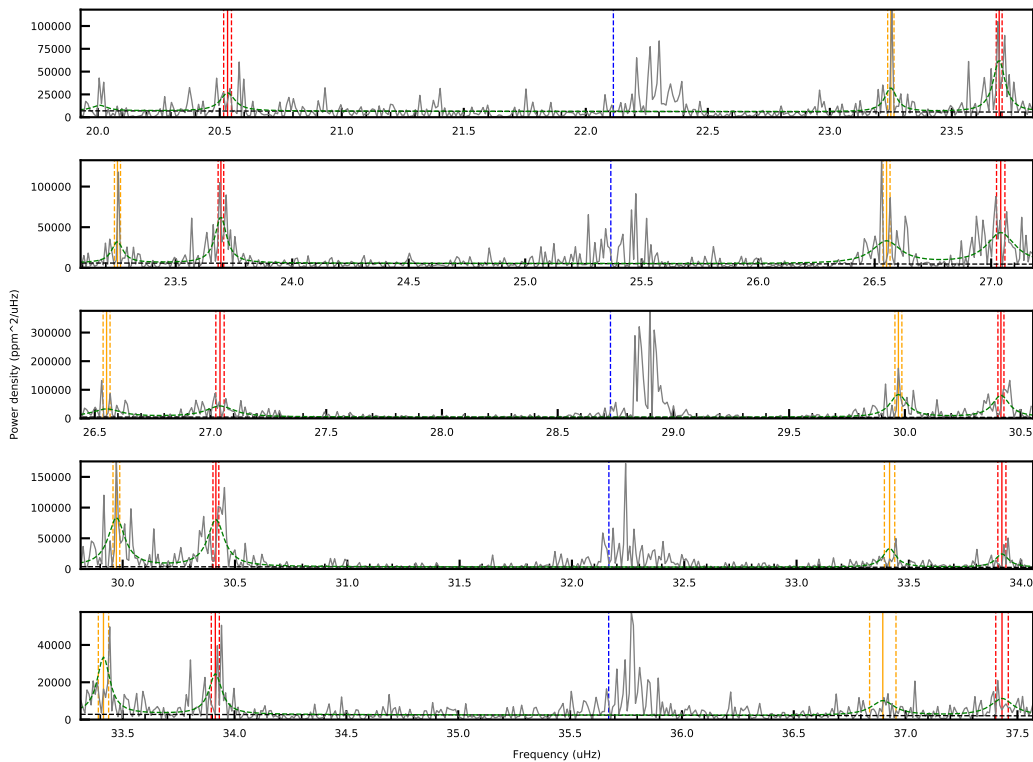 100000
75000
50000
25000
0
20.0 20.5 21.0 21.5 22.0 22.5 23.0 23.5
100000
50000
0
23.5 24.0 24.5 25.0 25.5 26.0 26.5 27.0
Power density (ppm^2/uHz)
300000
200000
100000
0
26.5 27.0 27.5 28.0 28.5 29.0 29.5 30.0 30.5
150000
100000
50000
0
30.0 30.5 31.0 31.5 32.0 32.5 33.0 33.5 34.0
40000
20000
0
33.5 34.0 34.5 35.0 35.5 36.0 36.5 37.0 37.5
Frequency (uHz)